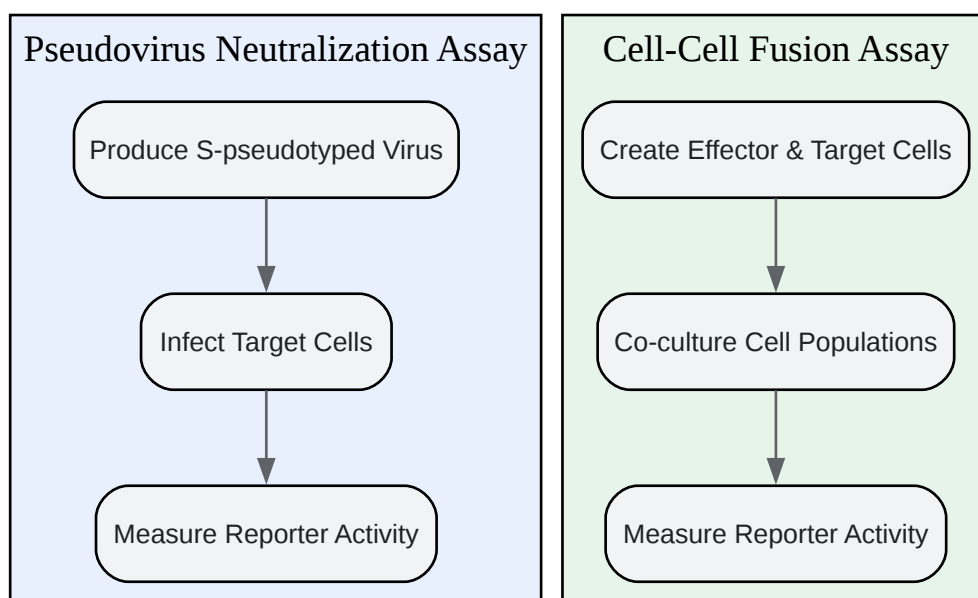 Pseudovirus Neutralization Assay
Produce S-pseudotyped Virus
Infect Target Cells
Measure Reporter Activity
Cell-Cell Fusion Assay
Create Effector & Target Cells
Co-culture Cell Populations
Measure Reporter Activity